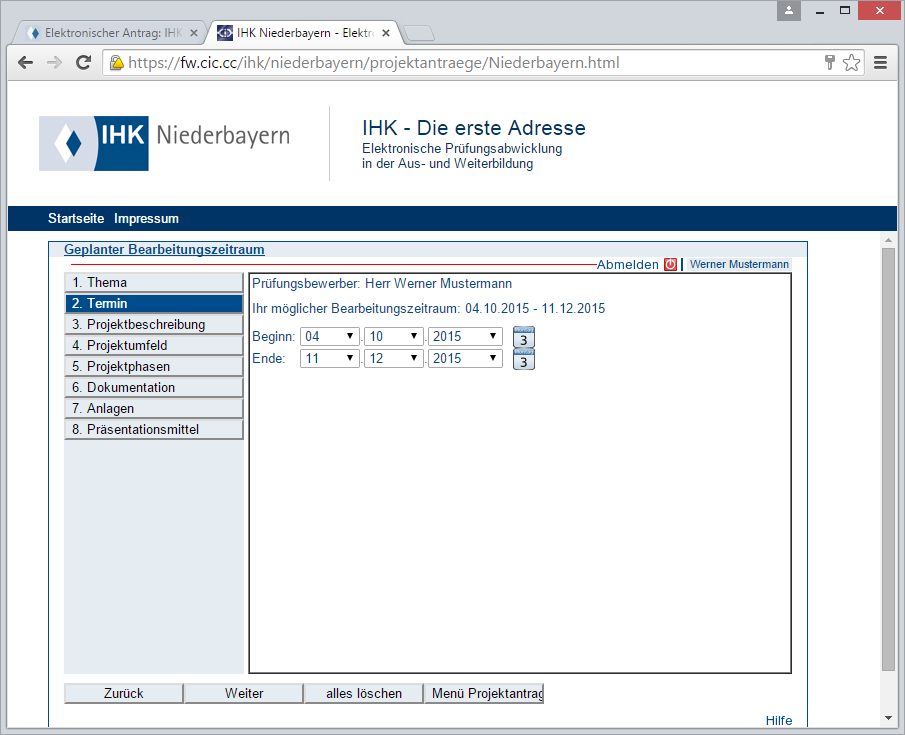 Elektronischer Antrag: IHK
IHK Niederbayern - Elektr
https://fw.cic.cc/ihk/niederbayern/projektantraege/Niederbayern.html
IHK Niederbayern
IHK - Die erste Adresse
Elektronische Prüfungsabwicklung
in der Aus- und Weiterbildung
Startseite Impressum
Geplanter Bearbeitungszeitraum
Abmelden Werner Mustermann
1. Thema
2. Termin
3. Projektbeschreibung
4. Projektumfeld
5. Projektphasen
6. Dokumentation
7. Anlagen
8. Präsentationsmittel
Prüfungsbewerber: Herr Werner Mustermann
Ihr möglicher Bearbeitungszeitraum: 04.10.2015 - 11.12.2015
Beginn: 04 . 10 . 2015 3
Ende: 11 . 12 . 2015 3
Zurück Weiter alles löschen Menü Projektantrag
Hilfe